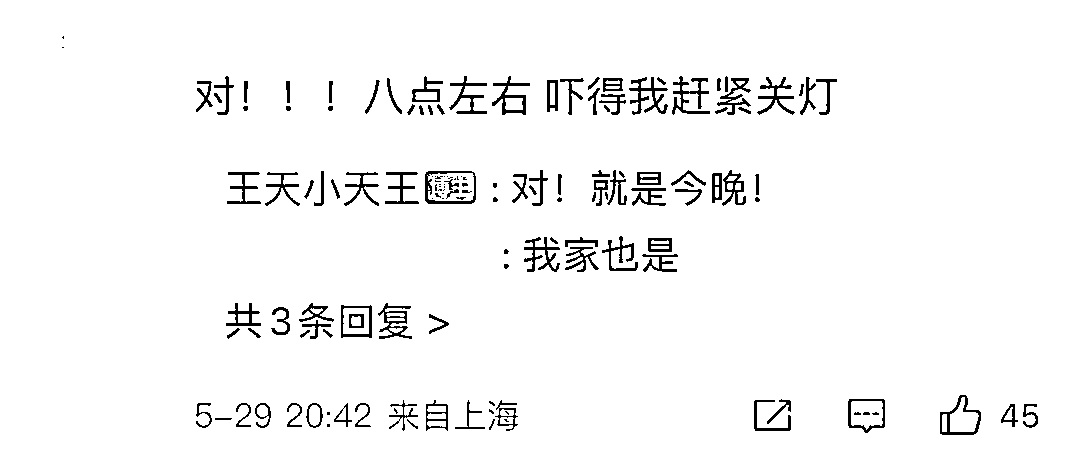 :
对！！！八点左右 吓得我赶紧关灯
王天小天王博主：对！就是今晚！
：我家也是
共3条回复 >
5-29 20:42 来自上海 45